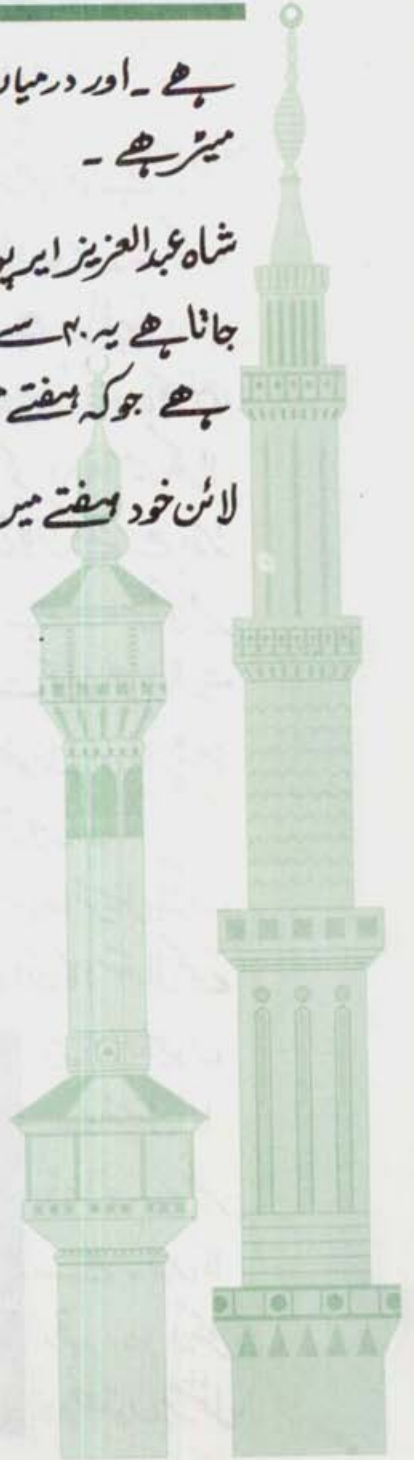 ہے ۔ اور درمیان
میٹر ہے ۔
شاہ عبدالعزیز ایرپو
جاتا ہے یہ ۴۰ سے
ہے جو کہ ہفتے
لائن خود ہفتے میں